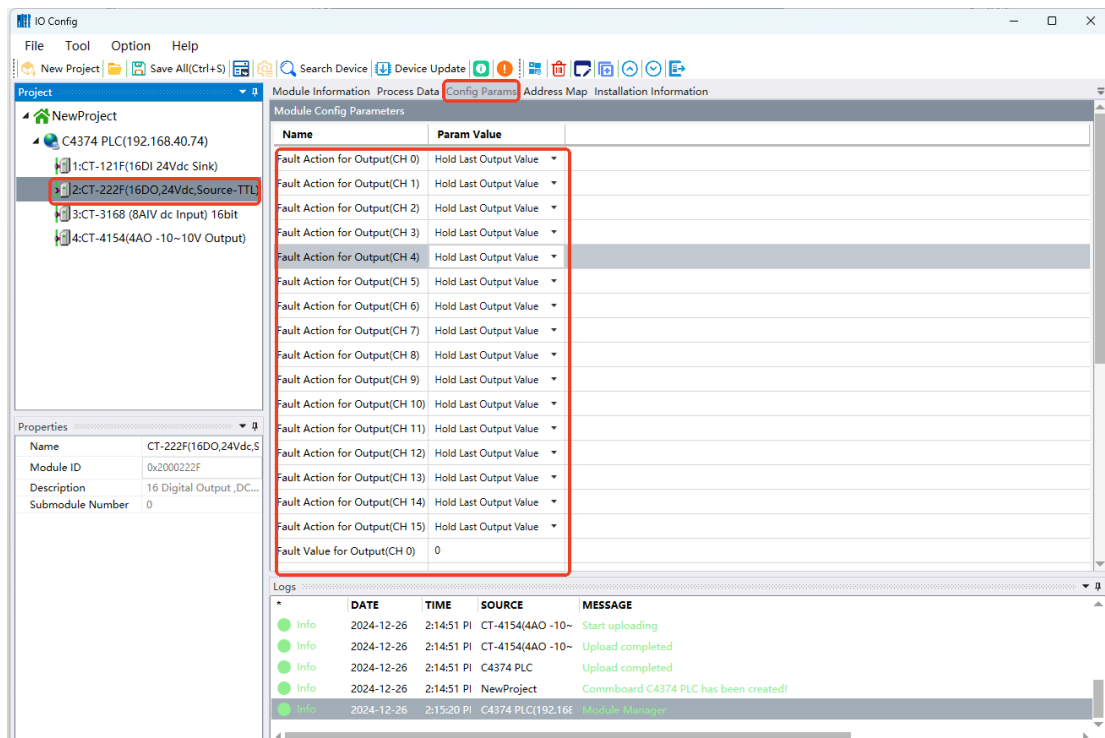 IO Config
File Tool Option Help
New Project Save All(Ctrl+S) Search Device Device Update
Project
NewProject
C4374 PLC(192.168.40.74)
1:CT-121F(16DI 24Vdc Sink)
2:CT-222F(16DO,24Vdc,Source-TTL)
3:CT-3168 (8AIV dc Input) 16bit
4:CT-4154(4AO -10~10V Output)
Properties
Name CT-222F(16DO,24Vdc,S
Module ID 0x2000222F
Description 16 Digital Output ,DC...
Submodule Number 0
Module Information Process Data Config Params Address Map Installation Information
Module Config Parameters
Name Param Value
Fault Action for Output(CH 0) Hold Last Output Value
Fault Action for Output(CH 1) Hold Last Output Value
Fault Action for Output(CH 2) Hold Last Output Value
Fault Action for Output(CH 3) Hold Last Output Value
Fault Action for Output(CH 4) Hold Last Output Value
Fault Action for Output(CH 5) Hold Last Output Value
Fault Action for Output(CH 6) Hold Last Output Value
Fault Action for Output(CH 7) Hold Last Output Value
Fault Action for Output(CH 8) Hold Last Output Value
Fault Action for Output(CH 9) Hold Last Output Value
Fault Action for Output(CH 10) Hold Last Output Value
Fault Action for Output(CH 11) Hold Last Output Value
Fault Action for Output(CH 12) Hold Last Output Value
Fault Action for Output(CH 13) Hold Last Output Value
Fault Action for Output(CH 14) Hold Last Output Value
Fault Action for Output(CH 15) Hold Last Output Value
Fault Value for Output(CH 0) 0
Logs
* DATE TIME SOURCE MESSAGE
Info 2024-12-26 2:14:51 PI CT-4154(4AO -10~ Start uploading
Info 2024-12-26 2:14:51 PI CT-4154(4AO -10~ Upload completed
Info 2024-12-26 2:14:51 PI C4374 PLC Upload completed
Info 2024-12-26 2:14:51 PI NewProject Commboard C4374 PLC has been created!
Info 2024-12-26 2:15:20 PI C4374 PLC(192.168 Module Manager